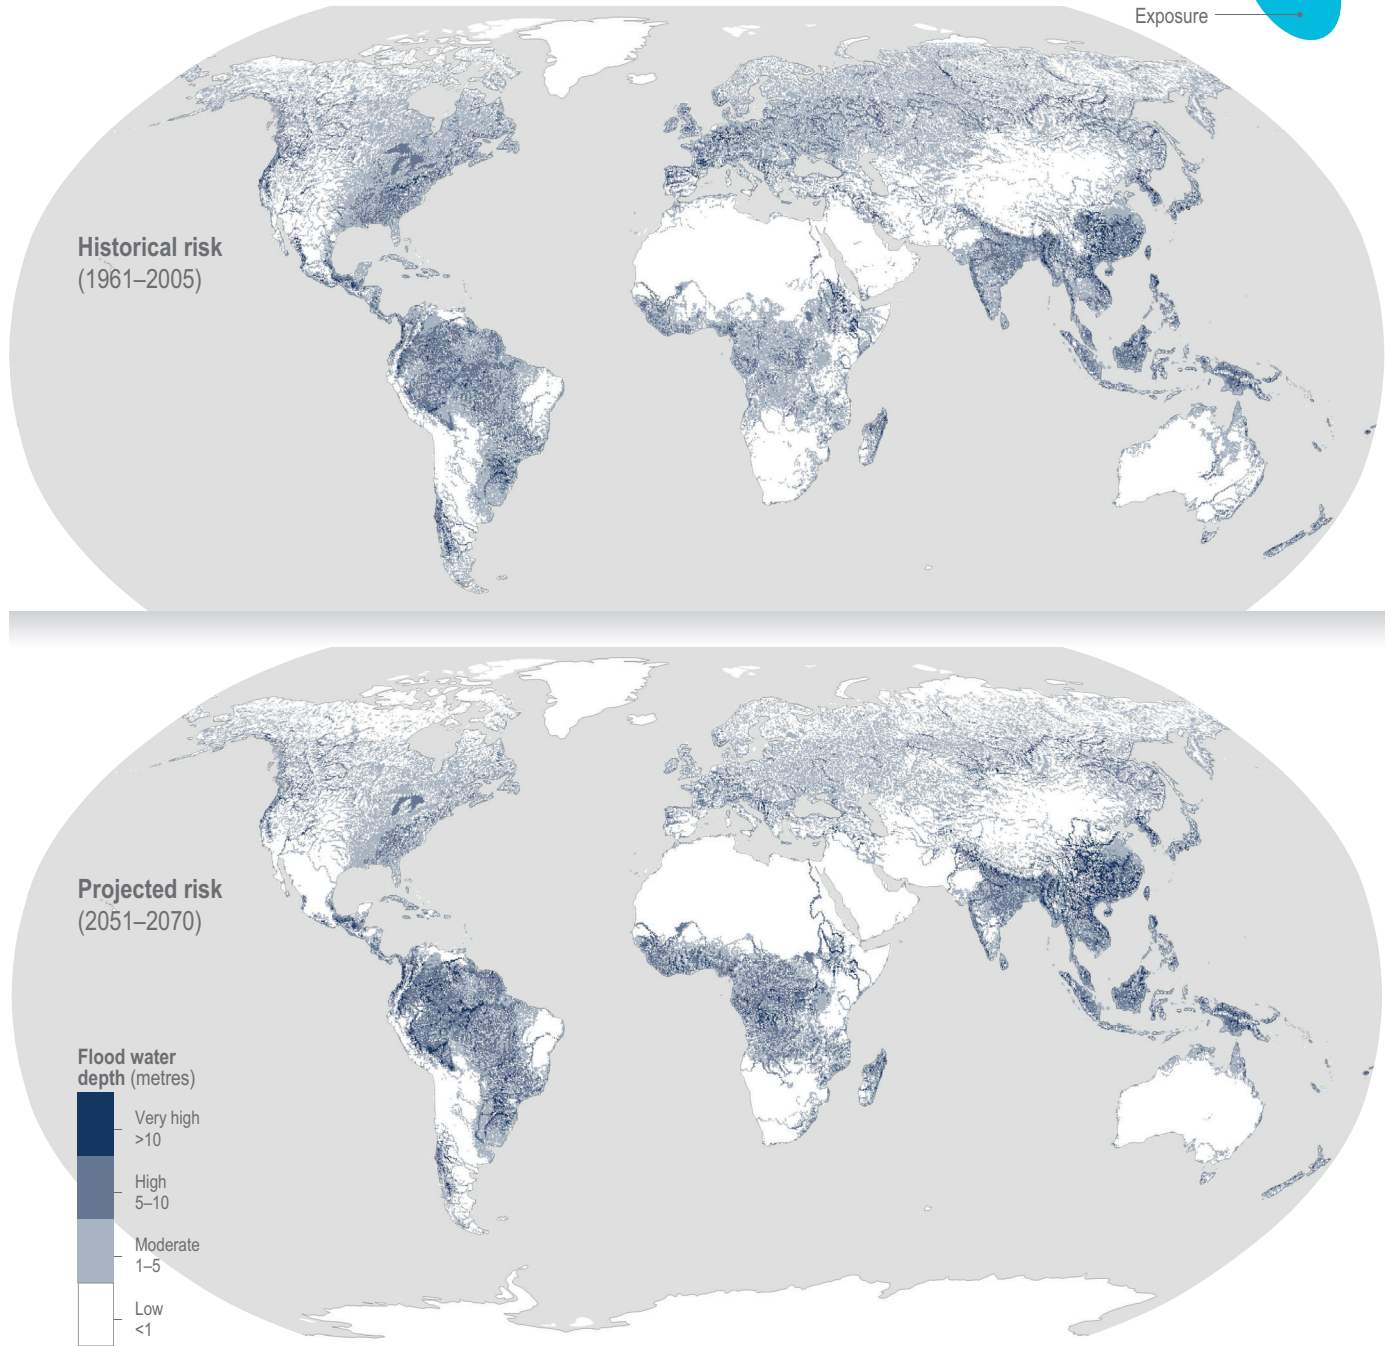 Exposure
Historical risk
(1961–2005)
Projected risk
(2051–2070)
Flood water
depth (metres)
Very high
>10
High
5–10
Moderate
1–5
Low
<1